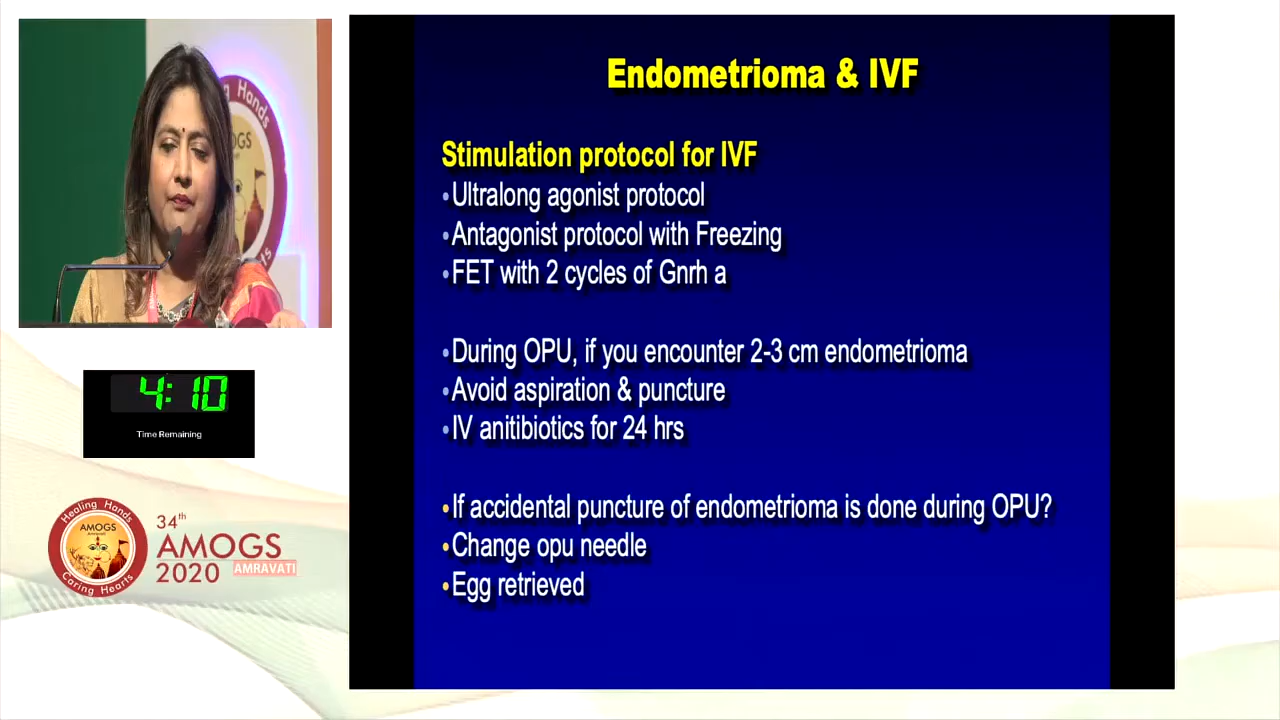 Endometrioma & IVF
Stimulation protocol for IVF
•Ultralong agonist protocol
•Antagonist protocol with Freezing
•FET with 2 cycles of Gnrh a
•During OPU, if you encounter 2-3 cm endometrioma
•Avoid aspiration & puncture
•IV anitibiotics for 24 hrs
•If accidental puncture of endometrioma is done during OPU?
•Change opu needle
•Egg retrieved
4:10
Time Remaining
Healing Hands
AMOGS
Amravati
Caring Hearts
34th
AMOGS
2020 AMRAVATI